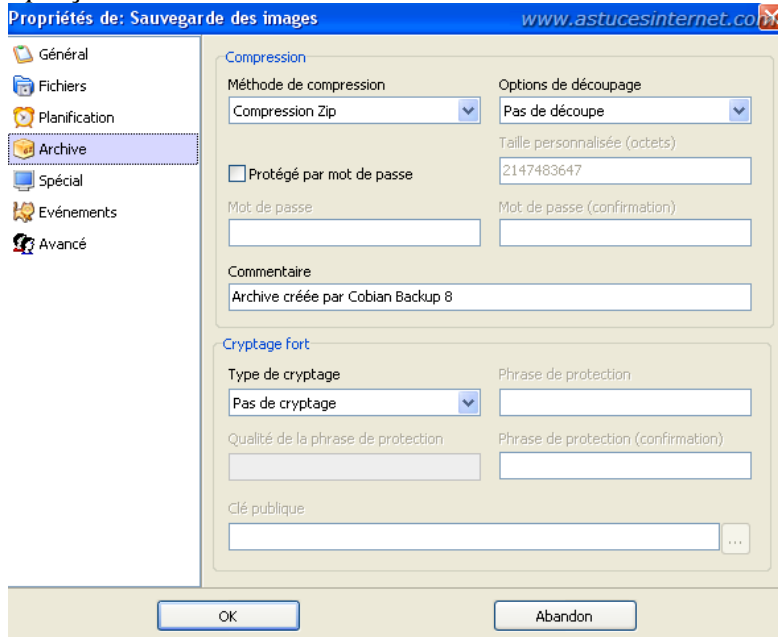 Propriétés de: Sauvegarde des images
www.astucesinternet.com
Général
Fichiers
Planification
Archive
Spécial
Evénements
Avancé
Compression
Méthode de compression
Options de découpage
Compression Zip
Pas de découpe
Taille personnalisée (octets)
Protégé par mot de passe
2147483647
Mot de passe
Mot de passe (confirmation)
Commentaire
Archive créée par Cobian Backup 8
Cryptage fort
Type de cryptage
Phrase de protection
Pas de cryptage
Qualité de la phrase de protection
Phrase de protection (confirmation)
Clé publique
...
OK
Abandon